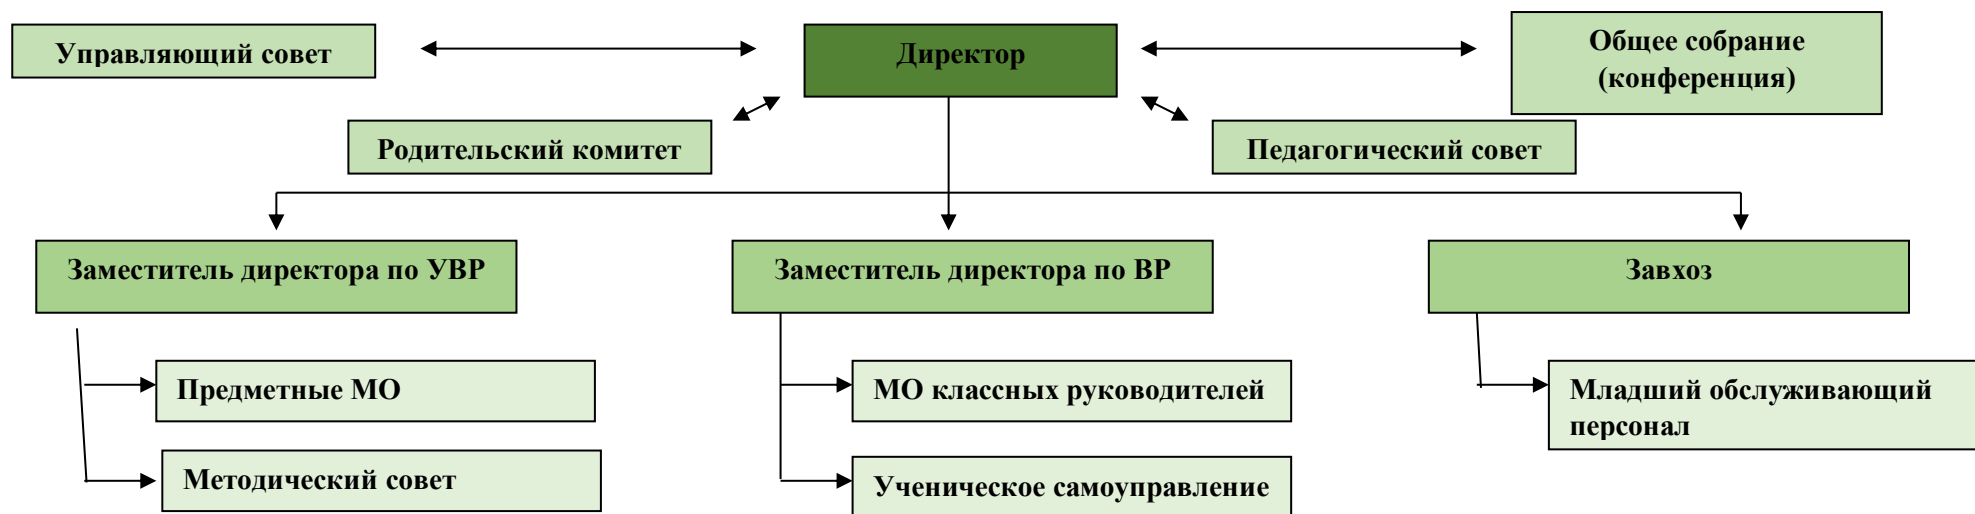 Управляющий совет
Директор
Общее собрание
(конференция)
Родительский комитет
Педагогический совет
Заместитель директора по УВР
Заместитель директора по ВР
Завхоз
Предметные МО
МО классных руководителей
Младший обслуживающий
персонал
Методический совет
Ученическое самоуправление